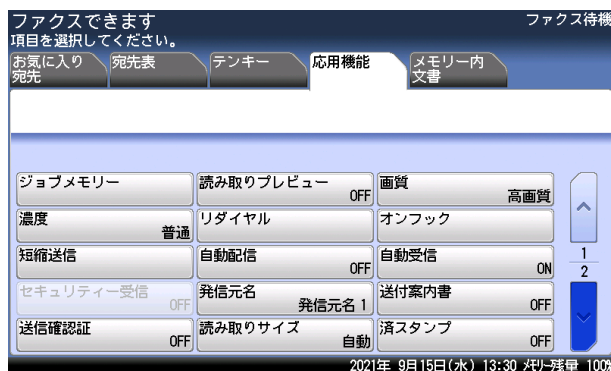 ファクスできます
ファクス待機
項目を選択してください。
お気に入り
宛先
宛先表
テンキー
応用機能
メモリー内
文書
ジョブメモリー
読み取りプレビュー
OFF
画質
高画質
濃度
普通
リダイヤル
オンフック
短縮送信
自動配信
OFF
自動受信
ON
セキュリティー受信
OFF
発信元名
発信元名 1
送付案内書
OFF
送信確認証
OFF
読み取りサイズ
自動
済スタンプ
OFF
1
2
2021年 9月15日(水) 13:30 メモリー残量 100%